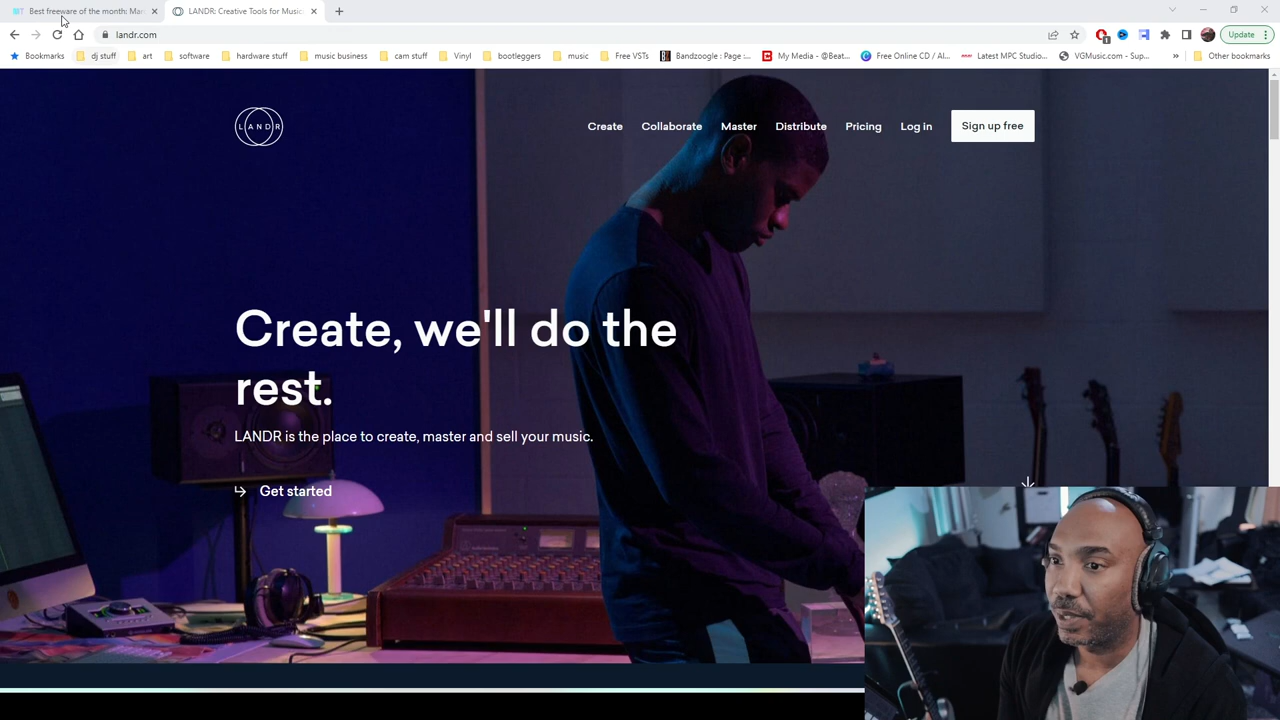 Best freeware of the month: Mar
LANDR: Creative Tools for Music
landr.com
Update
Bookmarks
dj stuff
art
software
hardware stuff
music business
cam stuff
Vinyl
bootleggers
music
Free VSTs
Bandzoogle : Page :...
My Media - @Beat...
Free Online CD / Al...
Latest MPC Studio...
VGMusic.com - Sup...
Other bookmarks
LANDR
Create
Collaborate
Master
Distribute
Pricing
Log in
Sign up free
Create, we'll do the
rest.
LANDR is the place to create, master and sell your music.
Get started